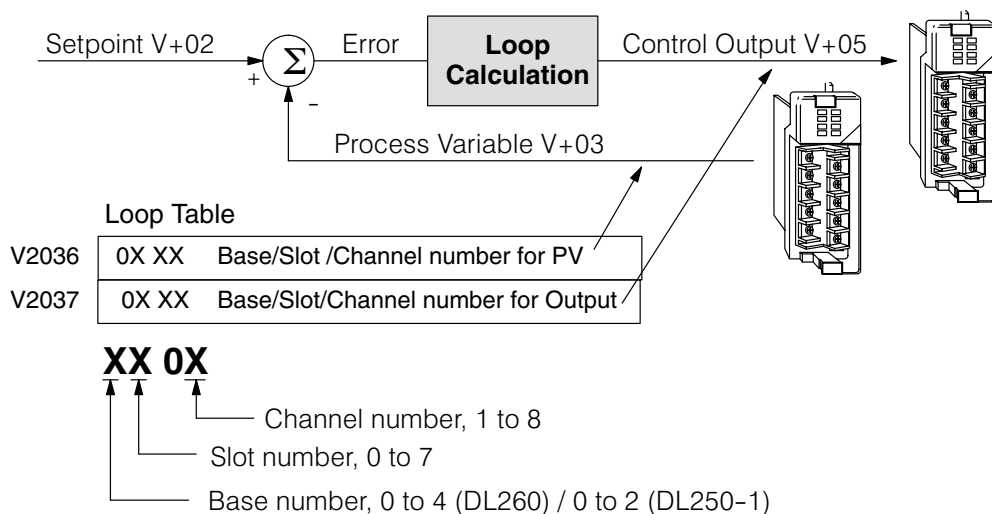 Setpoint V+02
Error
Loop
Calculation
Control Output V+05
Σ
+
-
Process Variable V+03
Loop Table
V2036 0X XX Base/Slot /Channel number for PV
V2037 0X XX Base/Slot/Channel number for Output
XX 0X
Channel number, 1 to 8
Slot number, 0 to 7
Base number, 0 to 4 (DL260) / 0 to 2 (DL250-1)